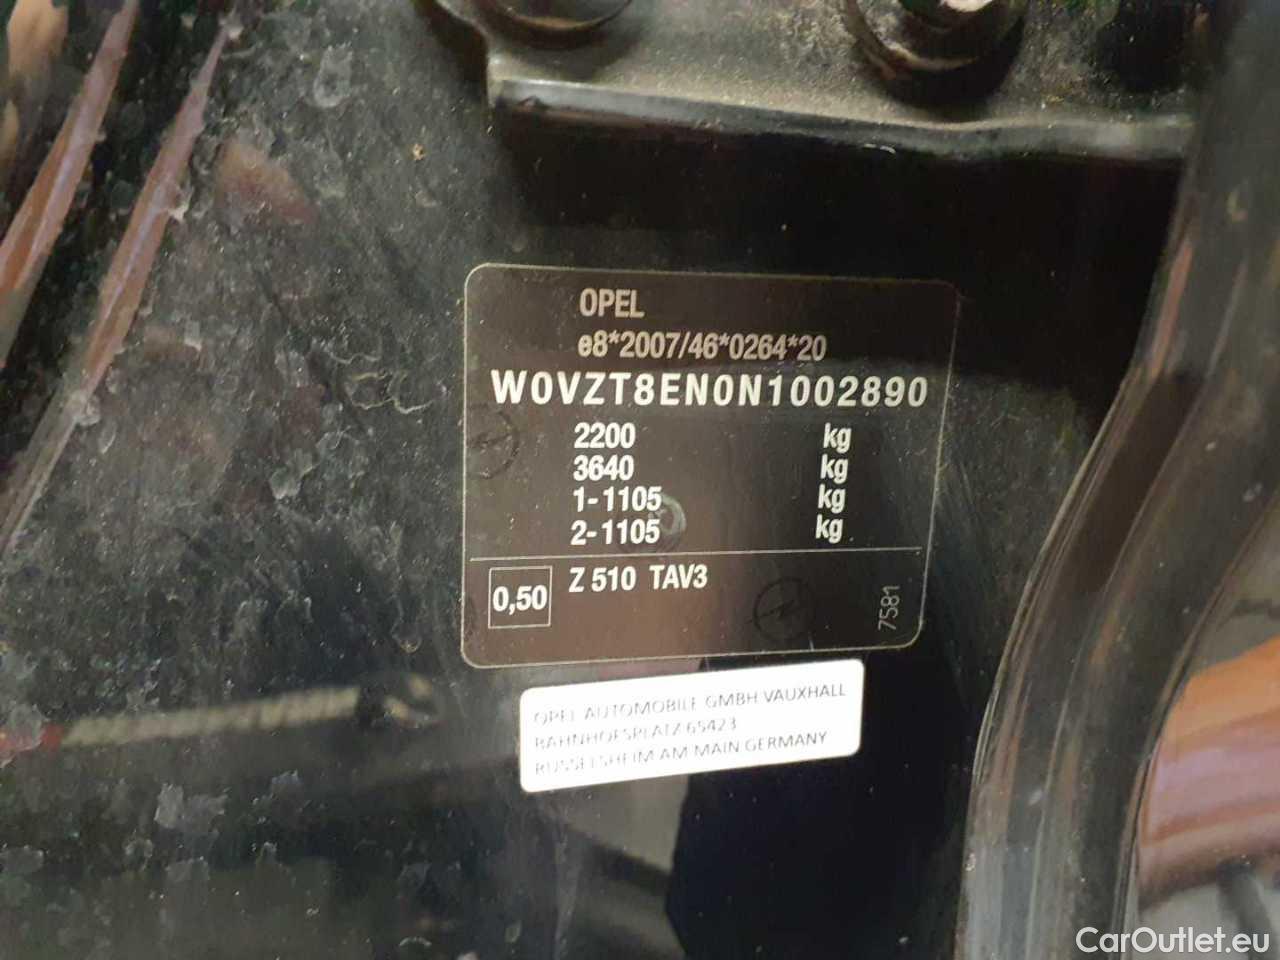 OPEL
e8*2007/46*0264*20
W0VZT8EN0N1002890
2200 kg
3640 kg
1-1105 kg
2-1105 kg
0,50 Z 510 TAV3
7581
OPEL AUTOMOBILE GMBH VAUXHALL
BAHNHOFSPLATZ 65423
RUSSELSHEIM AM MAIN GERMANY
CarOutlet.eu